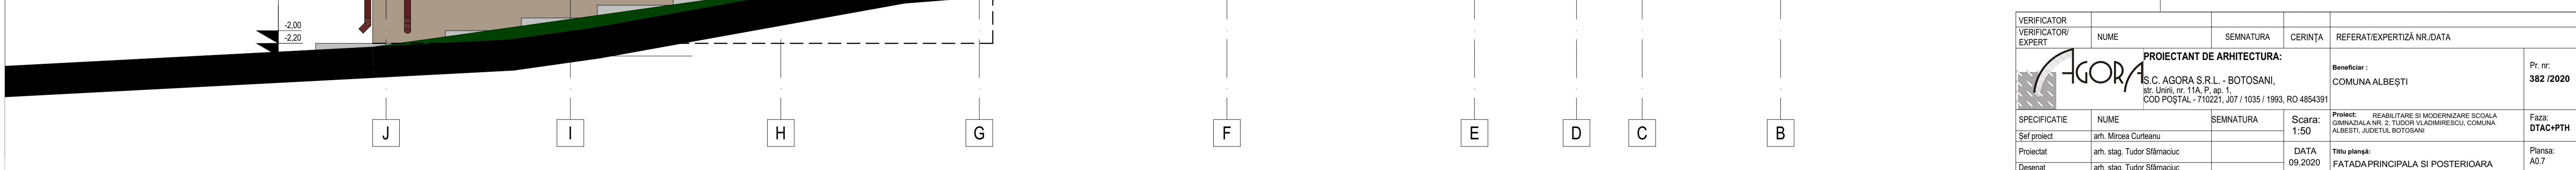 -2,00
-2,20
J I H G F E D C B
VERIFICATOR
VERIFICATOR/
EXPERT
NUME SEMNATURA CERINȚA REFERAT/EXPERTIZĂ NR./DATA
AGORA
PROIECTANT DE ARHITECTURA:
S.C. AGORA S.R.L. - BOTOSANI,
str. Unirii, nr. 11A, P, ap. 1,
COD POȘTAL - 710221, J07 / 1035 / 1993, RO 4854391
Beneficiar :
COMUNA ALBEȘTI
Pr. nr:
382 /2020
SPECIFICATIE NUME SEMNATURA
Scara:
1:50
Proiect: REABILITARE SI MODERNIZARE SCOALA
GIMNAZIALA NR. 2, TUDOR VLADIMIRESCU, COMUNA
ALBESTI, JUDETUL BOTOSANI
Faza:
DTAC+PTH
Șef proiect arh. Mircea Curteanu
Proiectat arh. stag. Tudor Sfârnaciuc
DATA
09.2020
Titlu planșă:
FATADA PRINCIPALA SI POSTERIOARA
Plansa:
A0.7
Desenat arh. stag. Tudor Sfârnaciuc